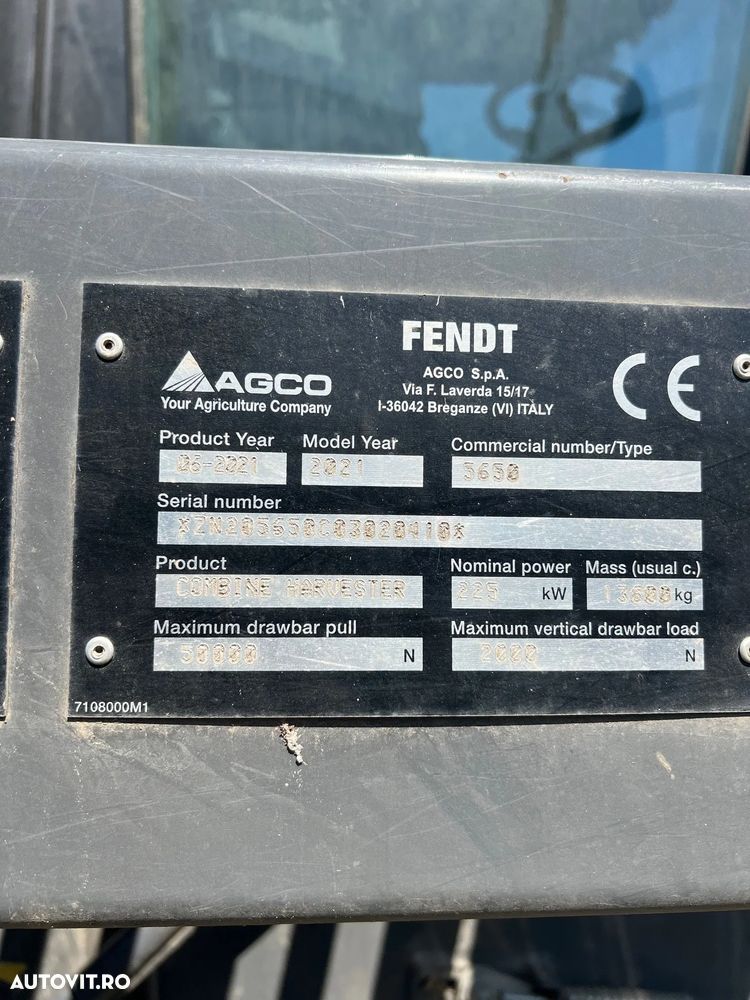 FENDT
AGCO
Your Agriculture Company
AGCO S.p.A.
Via F. Laverda 15/17
I-36042 Breganze (VI) ITALY
CE
Product Year Model Year Commercial number/Type
06-2021 2021 5650
Serial number
*ZN205650C03020410*
Product Nominal power Mass (usual c.)
COMBINE HARVESTER 225 kW 13600 kg
Maximum drawbar pull Maximum vertical drawbar load
50000 N 2000 N
7108000M1
AUTOVIT.RO